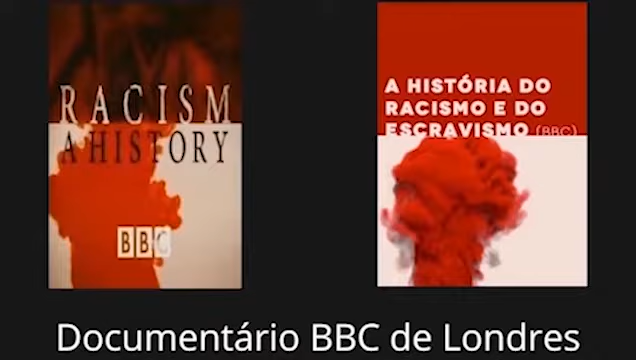 RACISM
A HISTORY
BBC
A HISTÓRIA DO
RACISMO E DO
ESCRAVISMO (BBC)
Documentário BBC de Londres